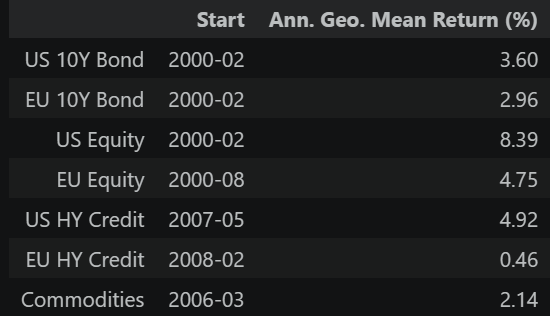 Start Ann. Geo. Mean Return (%)
US 10Y Bond 2000-02 3.60
EU 10Y Bond 2000-02 2.96
US Equity 2000-02 8.39
EU Equity 2000-08 4.75
US HY Credit 2007-05 4.92
EU HY Credit 2008-02 0.46
Commodities 2006-03 2.14